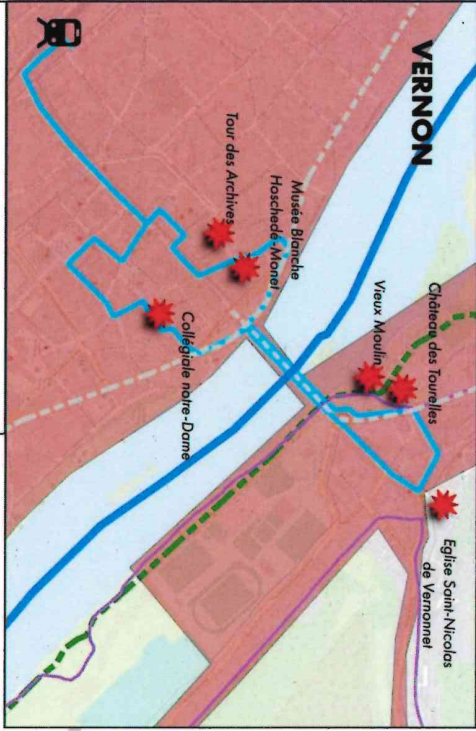 VERNON
Château des Tourelles
Vieux Moulin
Eglise Saint-Nicolas
de Vernonnet
Musée Blanche
Hoschedé-Monet
Tour des Archives
Collégiale notre-Dame